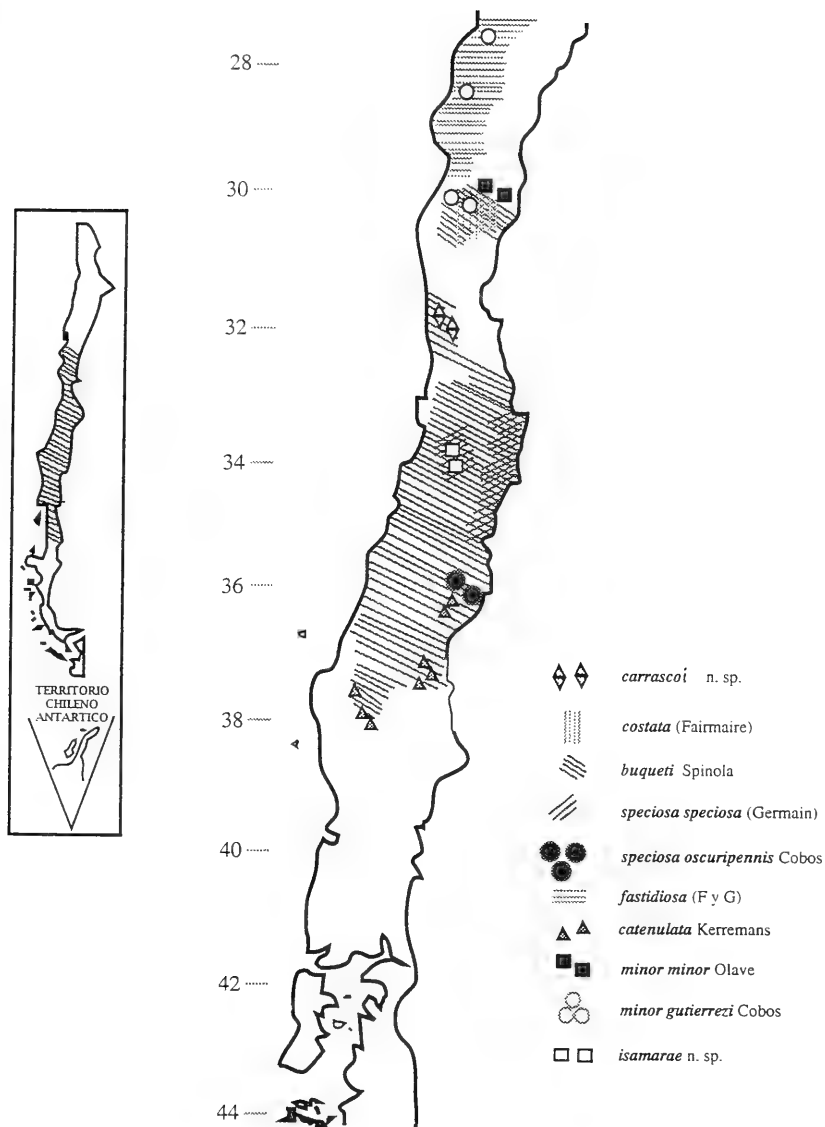 28
30
32
34
36
38
40
42
44
TERRITORIO
CHILENO
ANTARTICO
carrascoi n. sp.
costata (Fairmaire)
buqueti Spinola
speciosa speciosa (Germain)
speciosa oscuripennis Cobos
fastidiosa (F y G)
catenulata Kerremans
minor minor Olave
minor gutierrezi Cobos
isamarae n. sp.